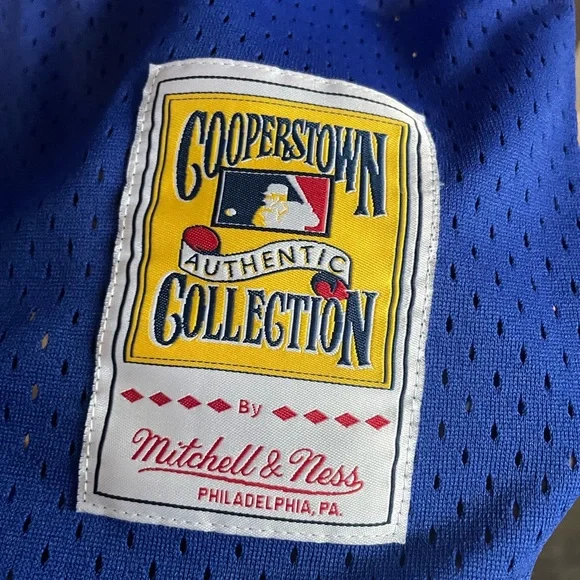 COOPERSTOWN
AUTHENTIC
COLLECTION
By
Mitchell & Ness
PHILADELPHIA, PA.